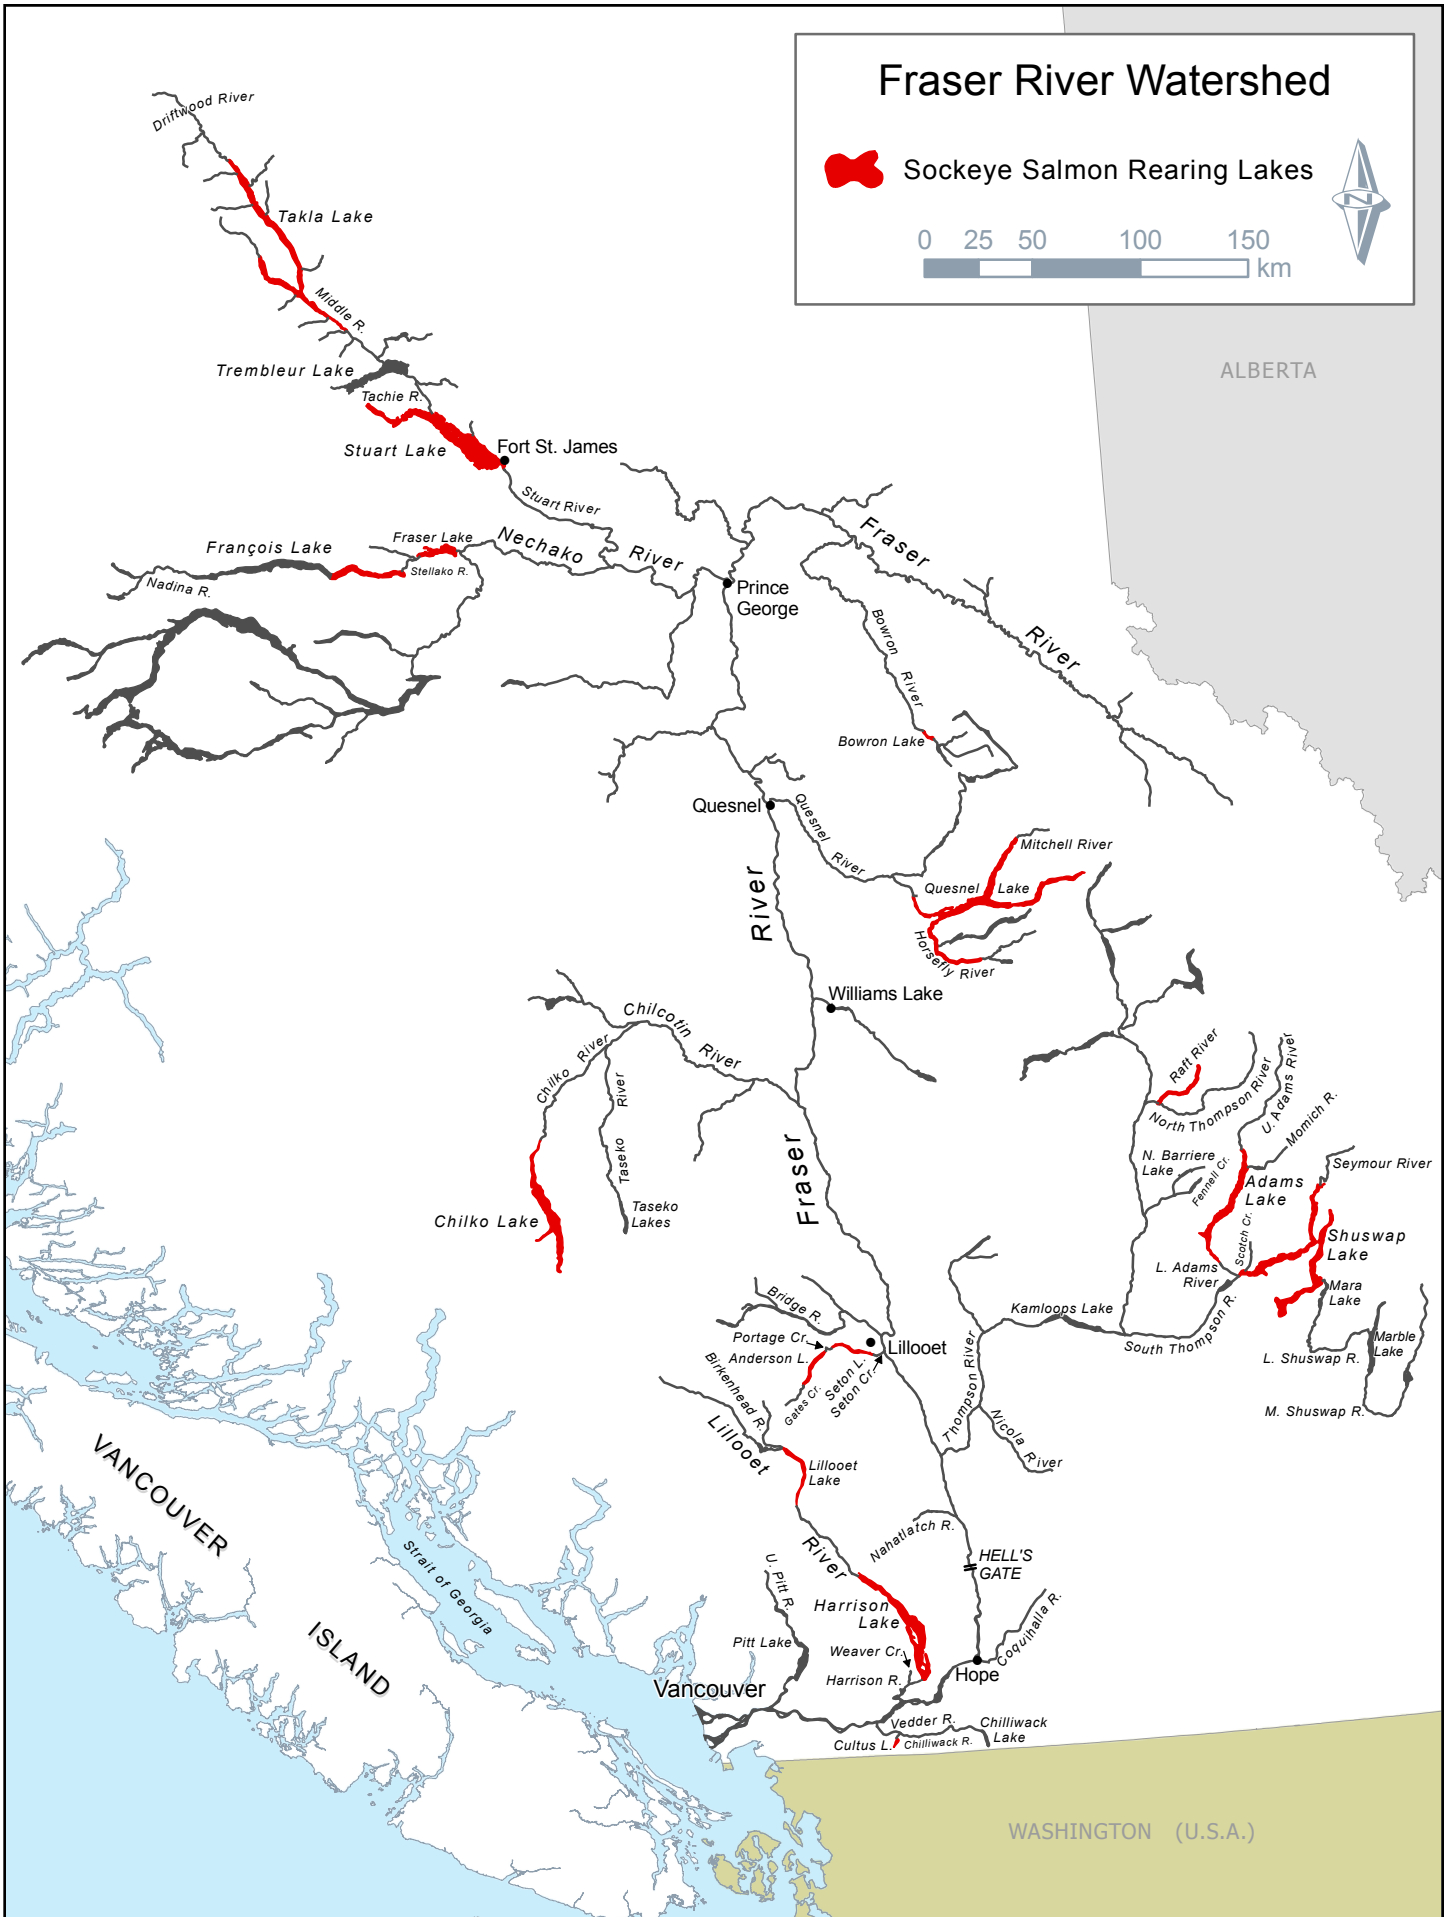 Fraser River Watershed
Sockeye Salmon Rearing Lakes
N
0 25 50 100 150
km
ALBERTA
Driftwood River
Takla Lake
Middle R.
Trembleur Lake
Tachie R.
Stuart Lake
Fort St. James
Stuart River
Fraser Lake
Nechako
River
François Lake
Stellako R.
Nadina R.
Prince
George
Fraser
River
Bowron
River
Bowron Lake
Quesnel
Quesnel
River
Mitchell River
Quesnel Lake
Horsefly River
River
Williams Lake
Chilcotin
River
Chilko River
Taseko River
Taseko
Lakes
Chilko Lake
Fraser
Raft River
North Thompson River
U. Adams River
Momich R.
N. Barriere
Lake
Fennell Cr.
Seymour River
Adams
Lake
Scotch Cr.
Shuswap
Lake
L. Adams
River
Mara
Lake
Kamloops Lake
South Thompson R.
Marble
Lake
L. Shuswap R.
M. Shuswap R.
Bridge R.
Portage Cr.
Anderson L.
Lillooet
Seton L.
Seton Cr.
Gates Cr.
Birkenhead R.
Thompson River
Nicola River
Lillooet
Lillooet
Lake
River
Nahatlatch R.
HELL'S
GATE
VANCOUVER
ISLAND
Strait of Georgia
U. Pitt R.
Harrison
Lake
Coquihalla R.
Pitt Lake
Weaver Cr.
Harrison R.
Hope
Vancouver
Vedder R.
Chilliwack
Lake
Cultus L.
Chilliwack R.
WASHINGTON (U.S.A.)